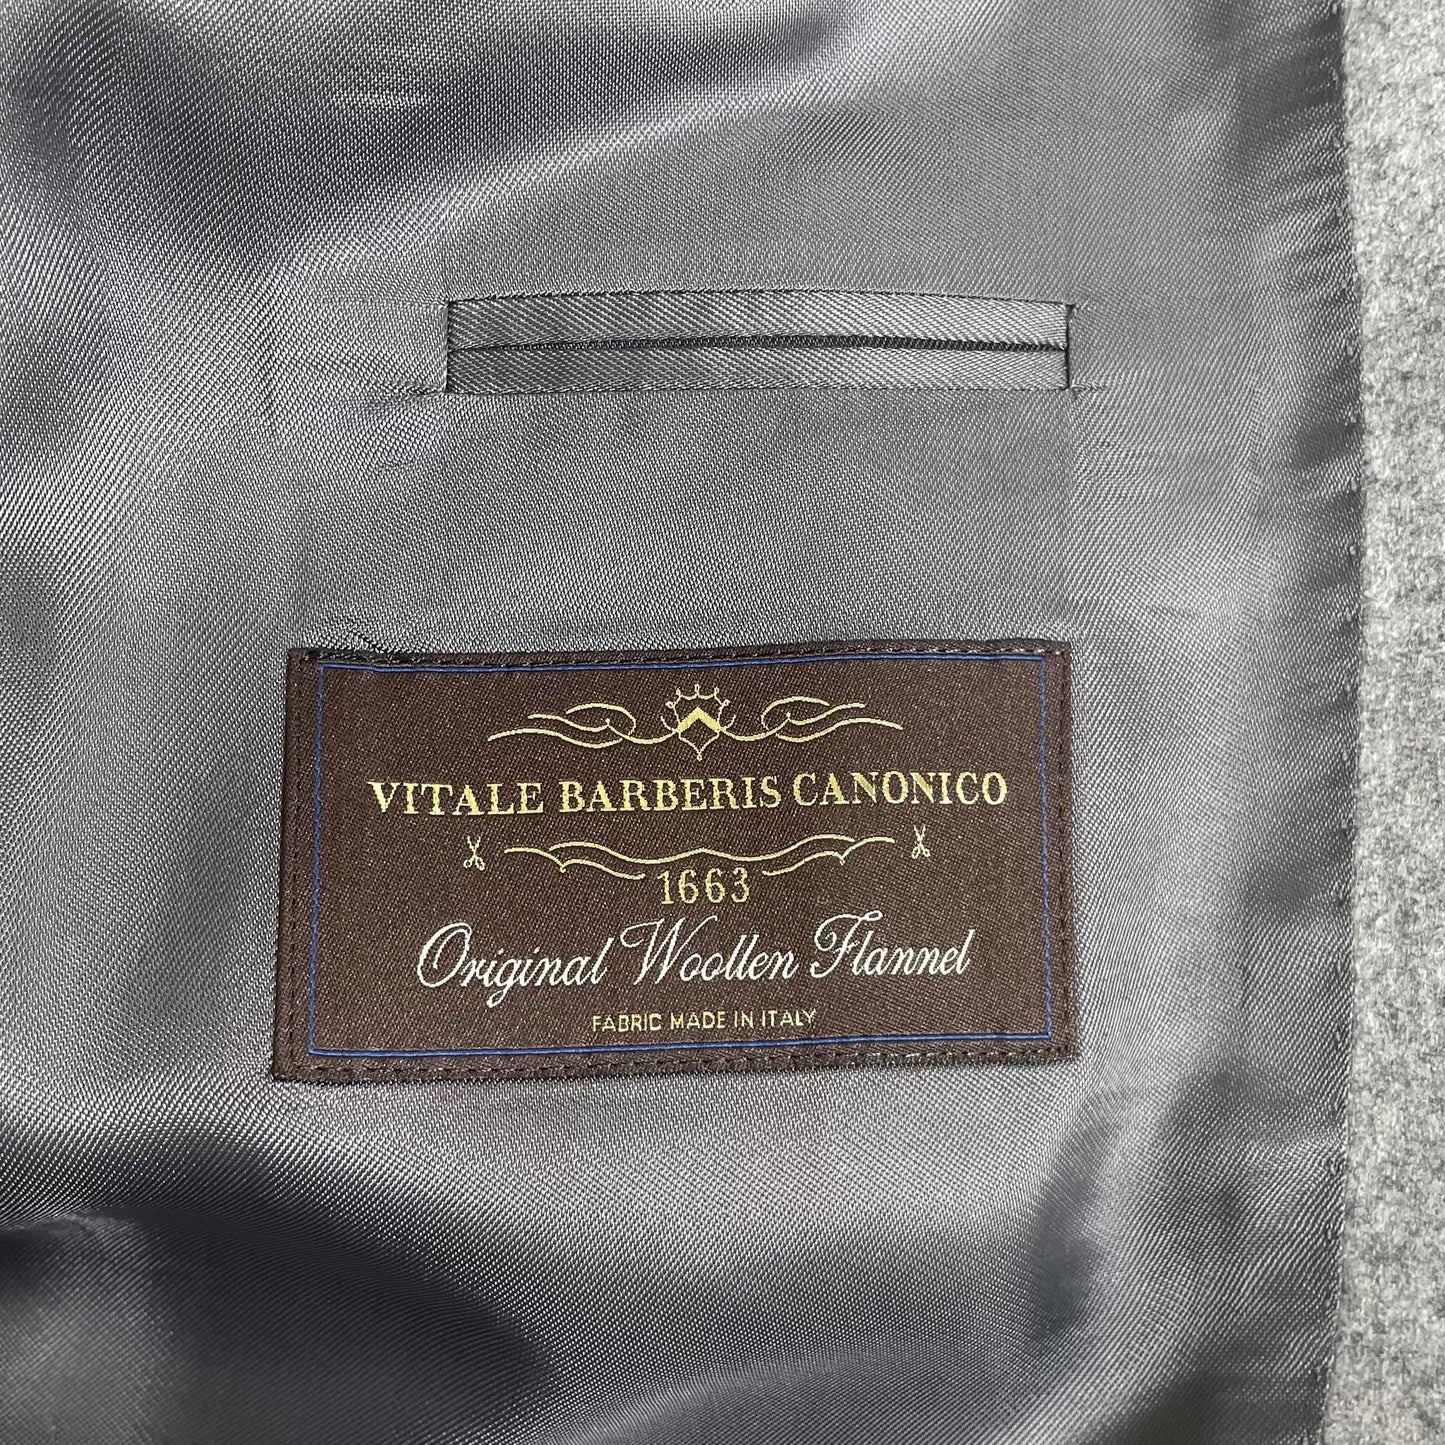 VITALE BARBERIS CANONICO
1663
Original Woollen Flannel
FABRIC MADE IN ITALY